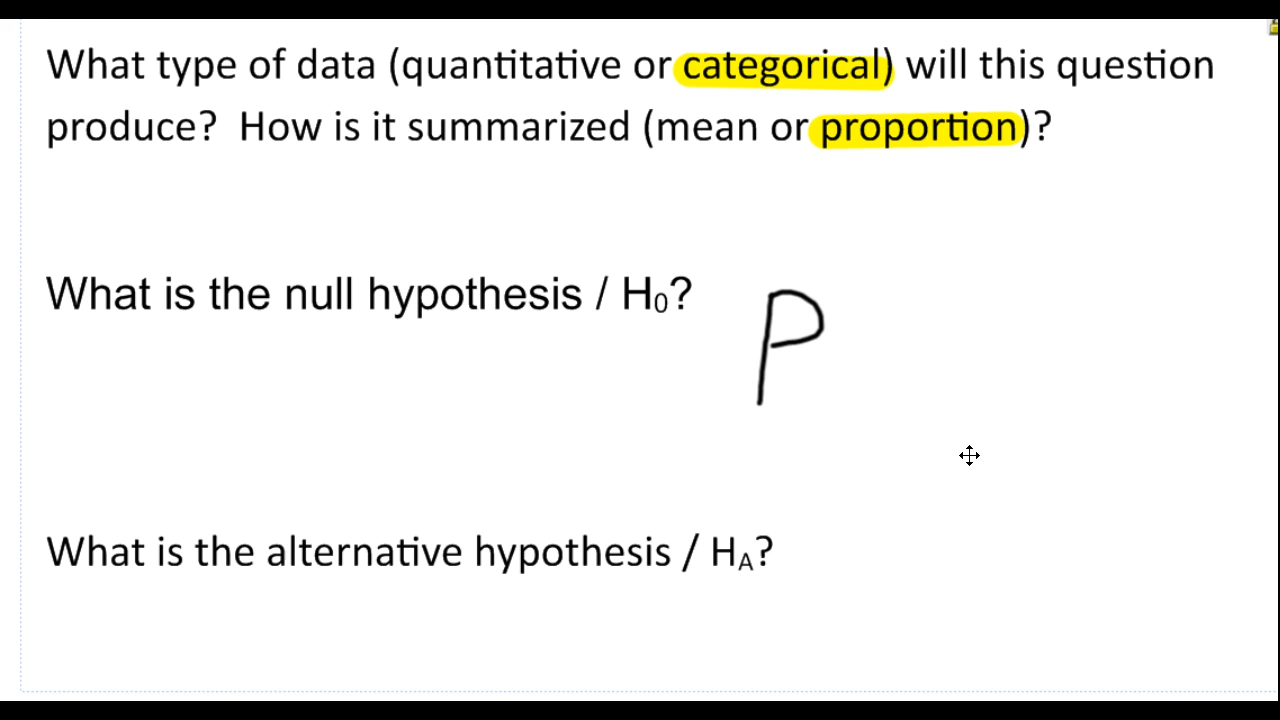 What type of data (quantitative or categorical) will this question
produce? How is it summarized (mean or proportion)?
What is the null hypothesis / H₀?
P
What is the alternative hypothesis / Hₐ?